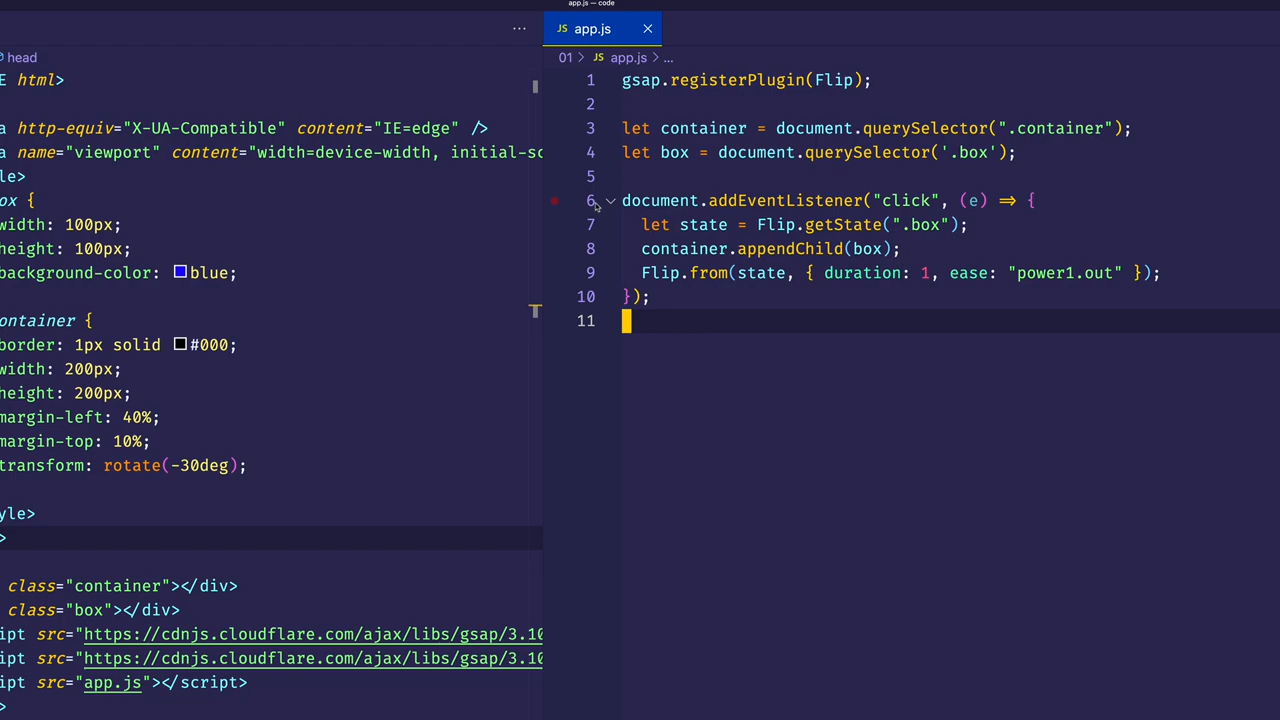 app.js — code
...
JS app.js ×
head
01 > JS app.js > ...
E html>
a http-equiv="X-UA-Compatible" content="IE=edge" />
a name="viewport" content="width=device-width, initial-sc
le>
ox {
width: 100px;
height: 100px;
background-color: blue;
ontainer {
border: 1px solid #000;
width: 200px;
height: 200px;
margin-left: 40%;
margin-top: 10%;
transform: rotate(-30deg);
yle>
>
class="container"></div>
class="box"></div>
ipt src="https://cdnjs.cloudflare.com/ajax/libs/gsap/3.10
ipt src="https://cdnjs.cloudflare.com/ajax/libs/gsap/3.10
ipt src="app.js"></script>
>
1 gsap.registerPlugin(Flip);
2
3 let container = document.querySelector(".container");
4 let box = document.querySelector('.box');
5
6 document.addEventListener("click", (e) => {
7 let state = Flip.getState(".box");
8 container.appendChild(box);
9 Flip.from(state, { duration: 1, ease: "power1.out" });
10 });
11